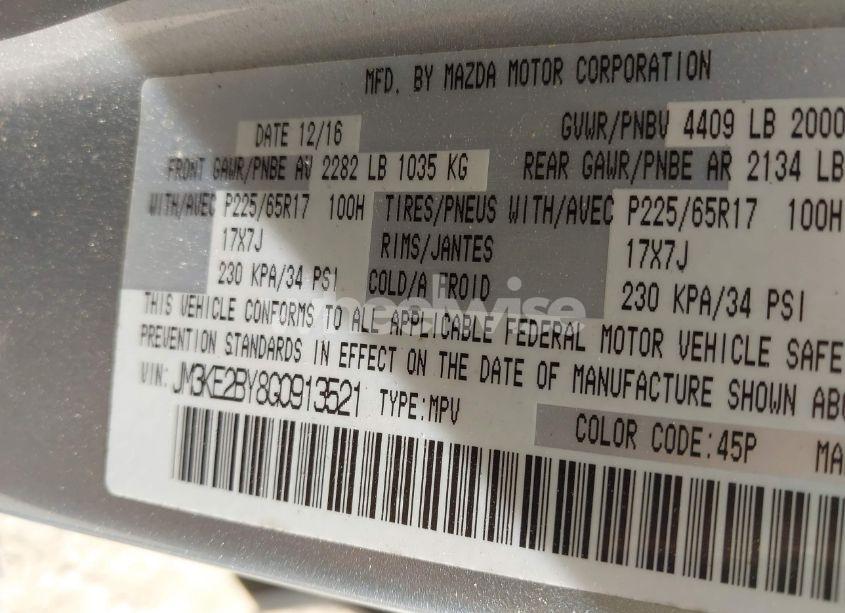 MFD. BY MAZDA MOTOR CORPORATION
DATE 12/16 GVWR/PNBV 4409 LB 2000
FRONT GAWR/PNBE AV 2282 LB 1035 KG REAR GAWR/PNBE AR 2134 LB
WITH/AVEC P225/65R17 100H TIRES/PNEUS WITH/AVEC P225/65R17 100H
17X7J RIMS/JANTES 17X7J
230 KPA/34 PSI COLD/A FROID 230 KPA/34 PSI
wheelwise
THIS VEHICLE CONFORMS TO ALL APPLICABLE FEDERAL MOTOR VEHICLE SAFE
PREVENTION STANDARDS IN EFFECT ON THE DATE OF MANUFACTURE SHOWN ABO
VIN: JM3KE2BY8G0913521 TYPE:MPV
COLOR CODE:45P MA